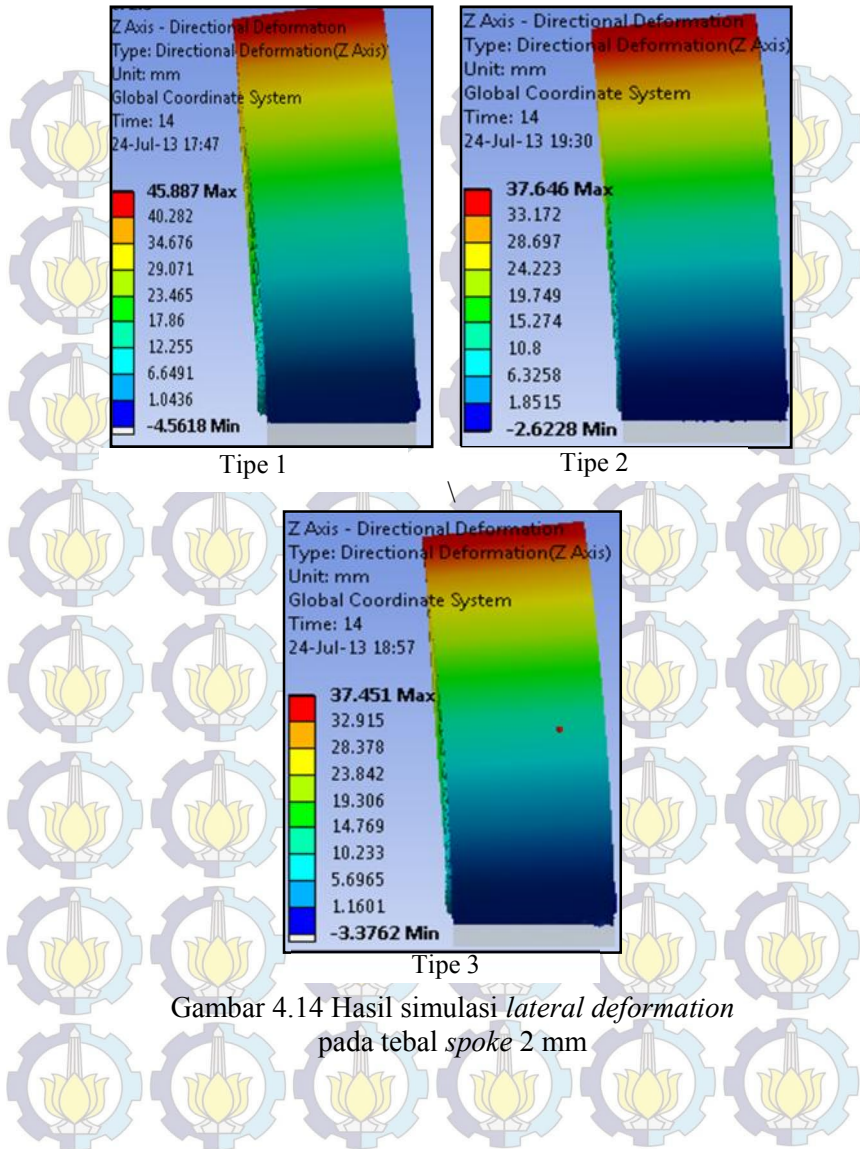 Z Axis - Directional Deformation
Type: Directional Deformation(Z Axis)
Unit: mm
Global Coordinate System
Time: 14
24-Jul-13 17:47
45.887 Max
40.282
34.676
29.071
23.465
17.86
12.255
6.6491
1.0436
-4.5618 Min
Tipe 1
Z Axis - Directional Deformation
Type: Directional Deformation(Z Axis)
Unit: mm
Global Coordinate System
Time: 14
24-Jul-13 19:30
37.646 Max
33.172
28.697
24.223
19.749
15.274
10.8
6.3258
1.8515
-2.6228 Min
Tipe 2
\
Z Axis - Directional Deformation
Type: Directional Deformation(Z Axis)
Unit: mm
Global Coordinate System
Time: 14
24-Jul-13 18:57
37.451 Max
32.915
28.378
23.842
19.306
14.769
10.233
5.6965
1.1601
-3.3762 Min
Tipe 3
Gambar 4.14 Hasil simulasi lateral deformation
pada tebal spoke 2 mm